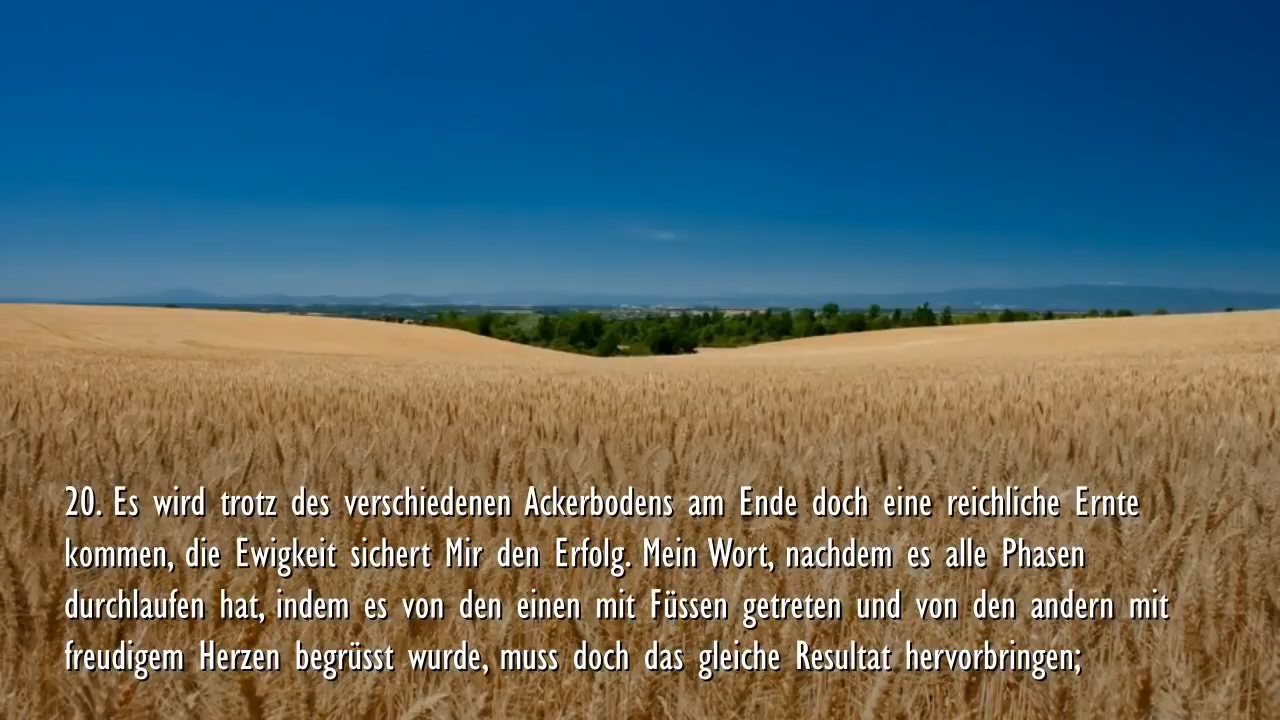 20. Es wird trotz des verschiedenen Ackerbodens am Ende doch eine reichliche Ernte
kommen, die Ewigkeit sichert Mir den Erfolg. Mein Wort, nachdem es alle Phasen
durchlaufen hat, indem es von den einen mit Füssen getreten und von den andern mit
freudigem Herzen begrüsst wurde, muss doch das gleiche Resultat hervorbringen;